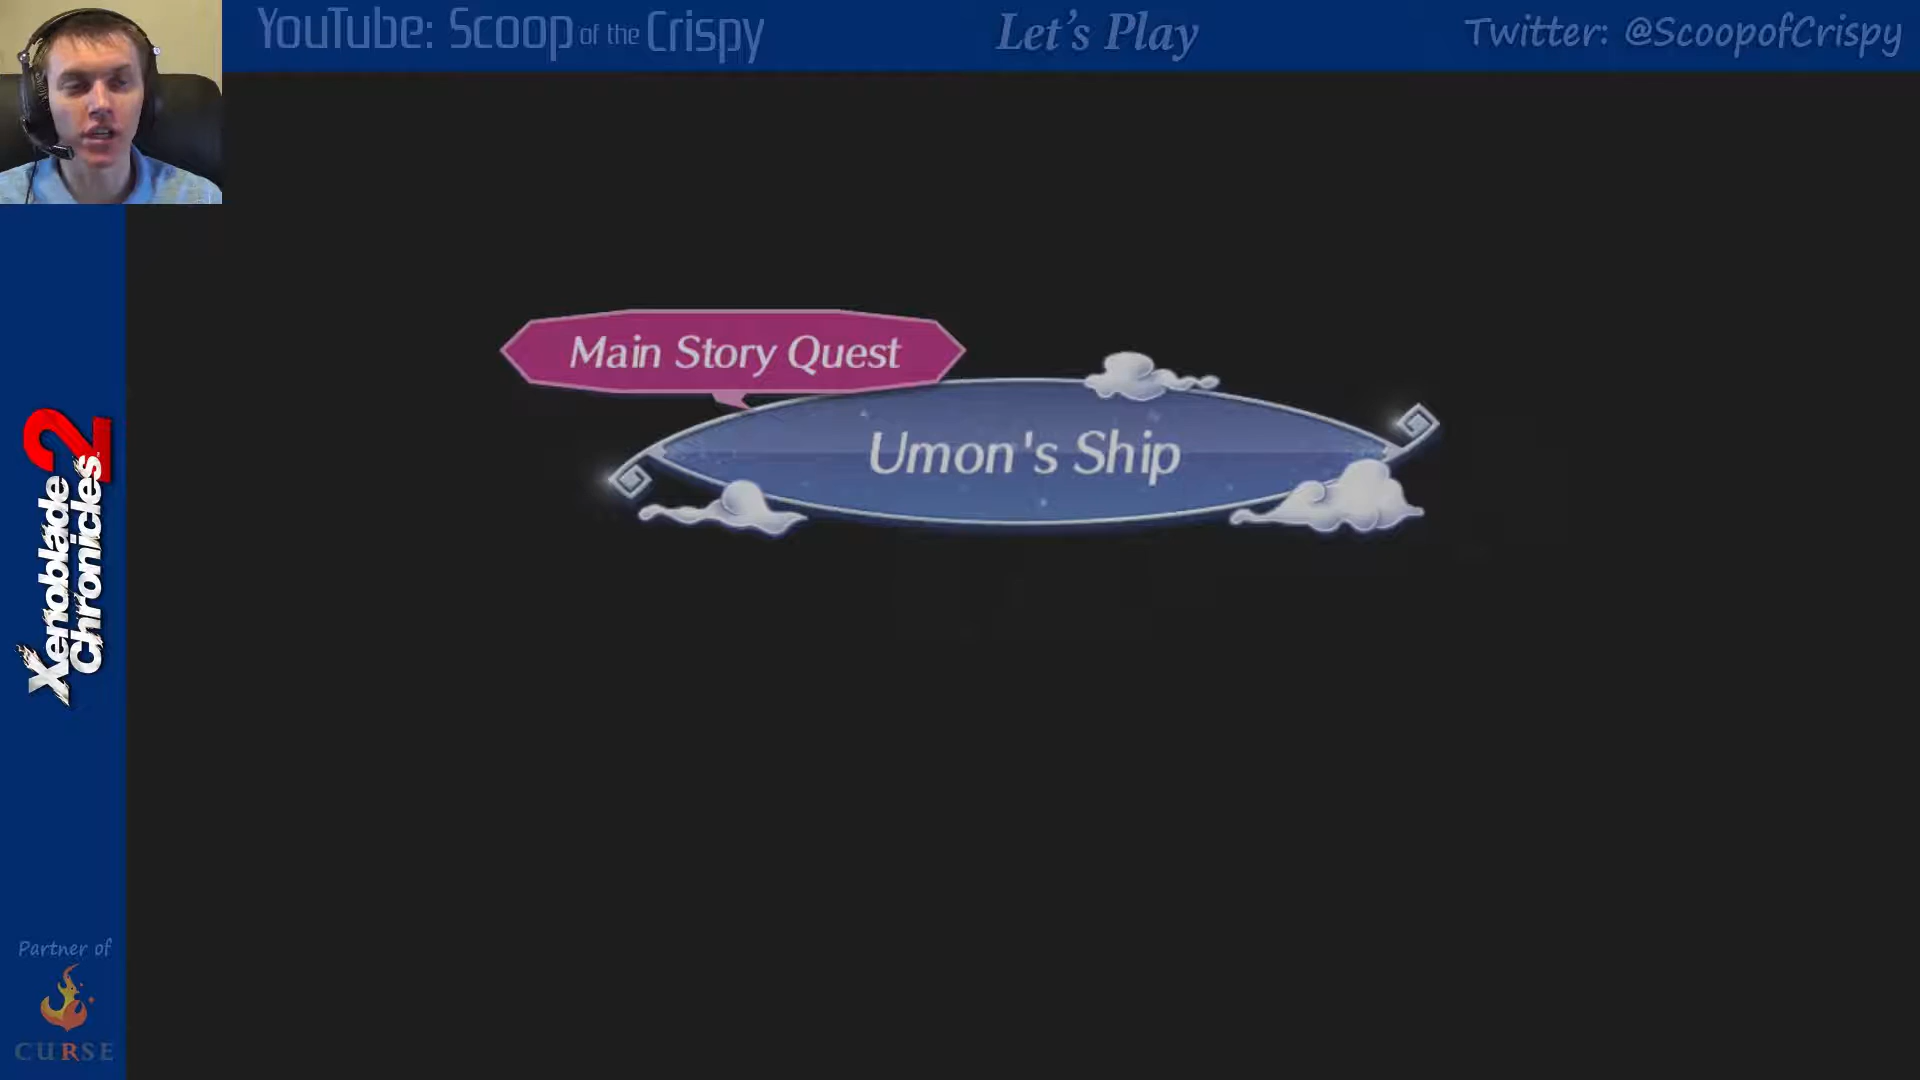 YouTube: Scoop of the Crispy
Let's Play
Twitter: @ScoopofCrispy
Main Story Quest
Umon's Ship
Xenoblade
Chronicles 2
Partner of
CURSE